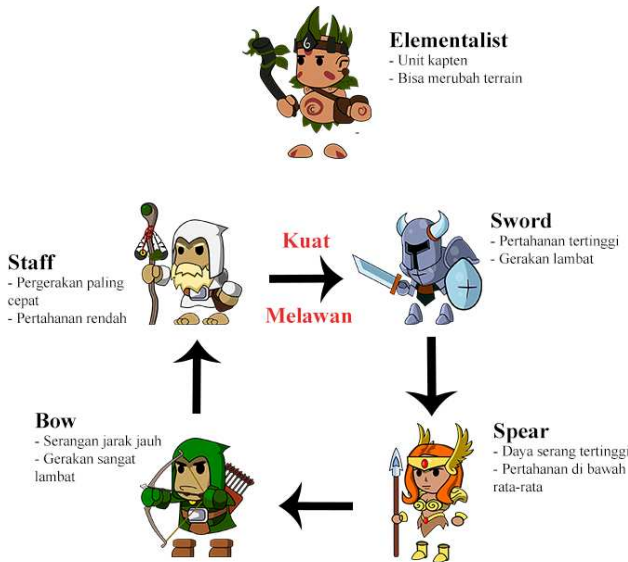 Elementalist
- Unit kapten
- Bisa merubah terrain
Staff
- Pergerakan paling
cepat
- Pertahanan rendah
Kuat
Melawan
Sword
- Pertahanan tertinggi
- Gerakan lambat
Bow
- Serangan jarak jauh
- Gerakan sangat
lambat
Spear
- Daya serang tertinggi
- Pertahanan di bawah
rata-rata